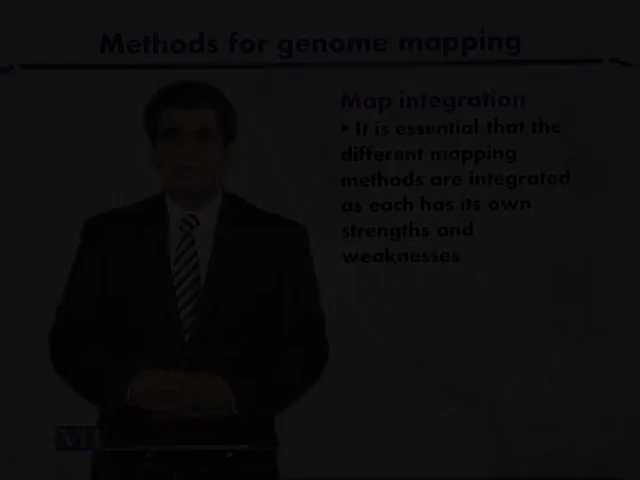 Methods for genome mapping
Map integration
• It is essential that the
different mapping
methods are integrated
as each has its own
strengths and
weaknesses
VU